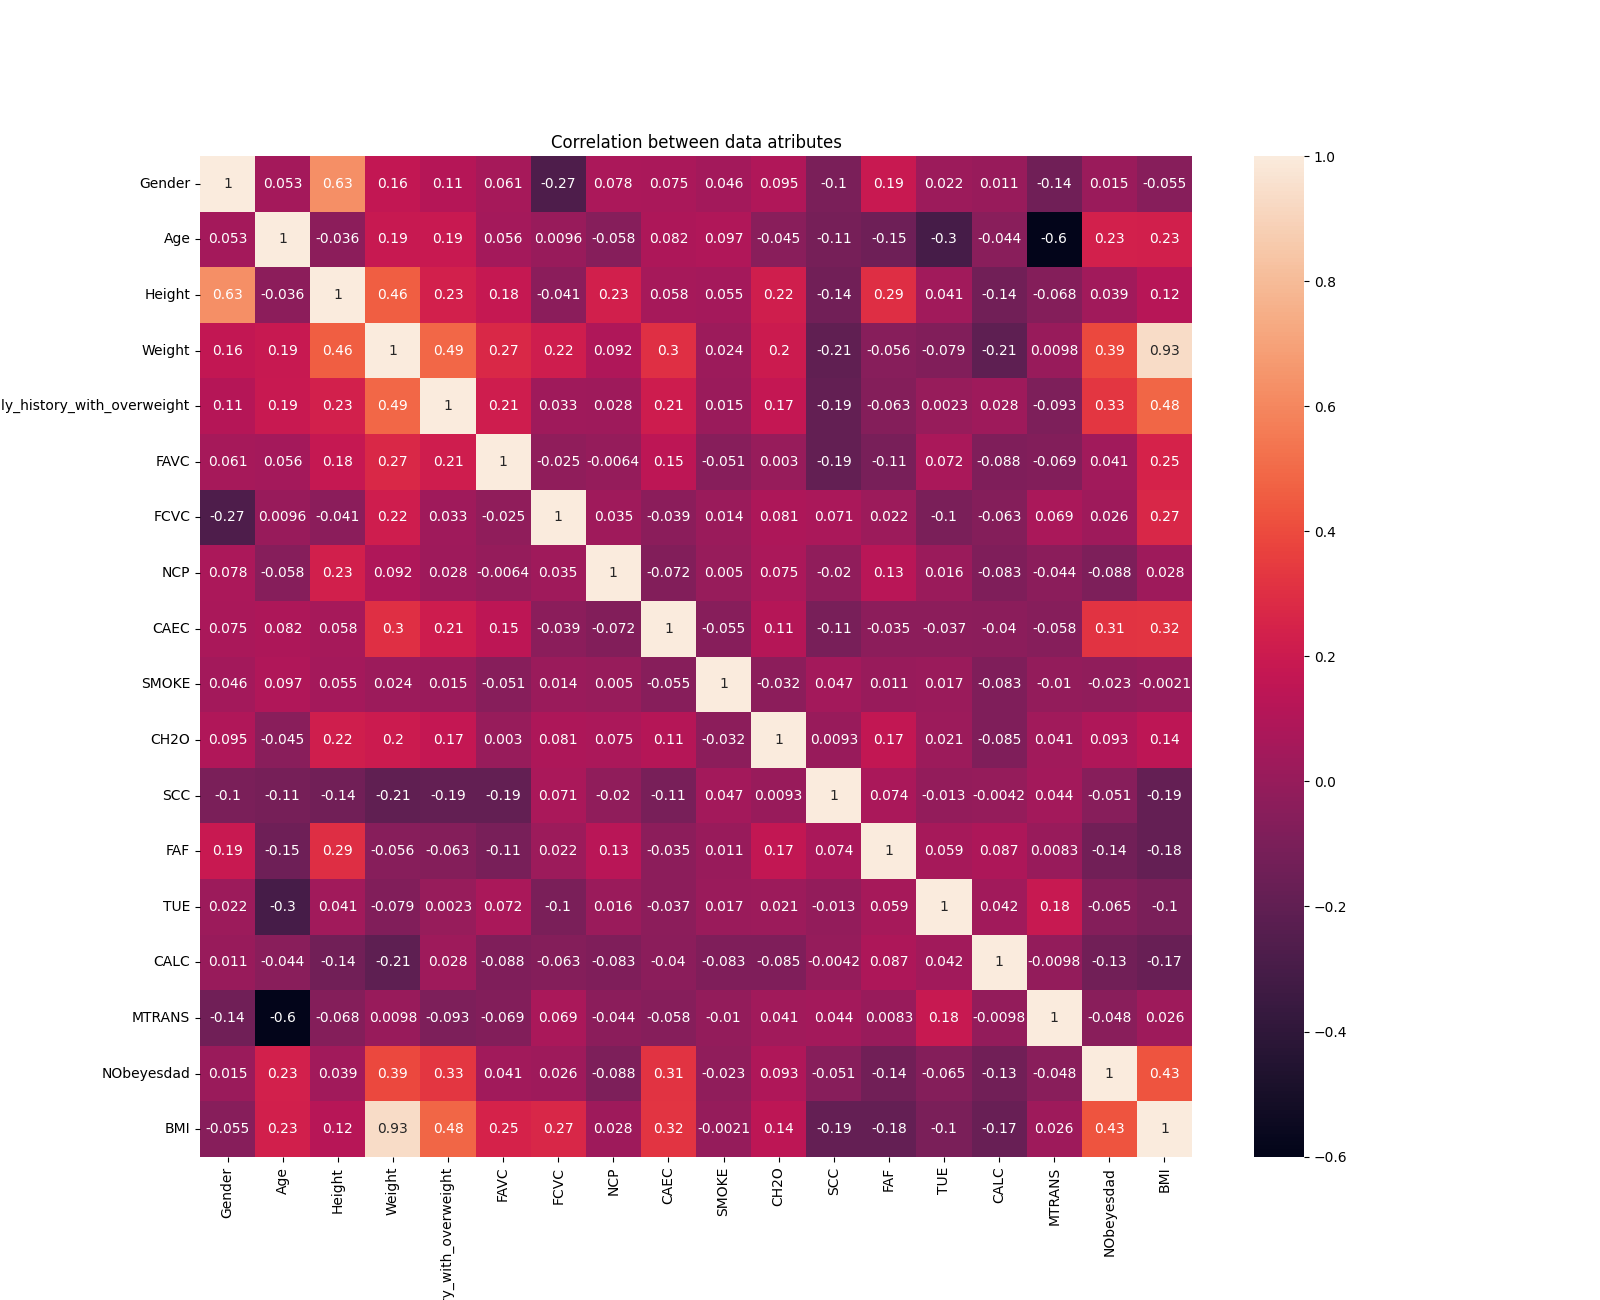 Correlation between data atributes
Gender 1 0.053 0.63 0.16 0.11 0.061 -0.27 0.078 0.075 0.046 0.095 -0.1 0.19 0.022 0.011 -0.14 0.015 -0.055
Age 0.053 1 -0.036 0.19 0.19 0.056 0.0096 -0.058 0.082 0.097 -0.045 -0.11 -0.15 -0.3 -0.044 -0.6 0.23 0.23
Height 0.63 -0.036 1 0.46 0.23 0.18 -0.041 0.23 0.058 0.055 0.22 -0.14 0.29 0.041 -0.14 -0.068 0.039 0.12
Weight 0.16 0.19 0.46 1 0.49 0.27 0.22 0.092 0.3 0.024 0.2 -0.21 -0.056 -0.079 -0.21 0.0098 0.39 0.93
ly_history_with_overweight 0.11 0.19 0.23 0.49 1 0.21 0.033 0.028 0.21 0.015 0.17 -0.19 -0.063 0.0023 0.028 -0.093 0.33 0.48
FAVC 0.061 0.056 0.18 0.27 0.21 1 -0.025 -0.0064 0.15 -0.051 0.003 -0.19 -0.11 0.072 -0.088 -0.069 0.041 0.25
FCVC -0.27 0.0096 -0.041 0.22 0.033 -0.025 1 0.035 -0.039 0.014 0.081 0.071 0.022 -0.1 -0.063 0.069 0.026 0.27
NCP 0.078 -0.058 0.23 0.092 0.028 -0.0064 0.035 1 -0.072 0.005 0.075 -0.02 0.13 0.016 -0.083 -0.044 -0.088 0.028
CAEC 0.075 0.082 0.058 0.3 0.21 0.15 -0.039 -0.072 1 -0.055 0.11 -0.11 -0.035 -0.037 -0.04 -0.058 0.31 0.32
SMOKE 0.046 0.097 0.055 0.024 0.015 -0.051 0.014 0.005 -0.055 1 -0.032 0.047 0.011 0.017 -0.083 -0.01 -0.023 -0.0021
CH2O 0.095 -0.045 0.22 0.2 0.17 0.003 0.081 0.075 0.11 -0.032 1 0.0093 0.17 0.021 -0.085 0.041 0.093 0.14
SCC -0.1 -0.11 -0.14 -0.21 -0.19 -0.19 0.071 -0.02 -0.11 0.047 0.0093 1 0.074 -0.013 -0.0042 0.044 -0.051 -0.19
FAF 0.19 -0.15 0.29 -0.056 -0.063 -0.11 0.022 0.13 -0.035 0.011 0.17 0.074 1 0.059 0.087 0.0083 -0.14 -0.18
TUE 0.022 -0.3 0.041 -0.079 0.0023 0.072 -0.1 0.016 -0.037 0.017 0.021 -0.013 0.059 1 0.042 0.18 -0.065 -0.1
CALC 0.011 -0.044 -0.14 -0.21 0.028 -0.088 -0.063 -0.083 -0.04 -0.083 -0.085 -0.0042 0.087 0.042 1 -0.0098 -0.13 -0.17
MTRANS -0.14 -0.6 -0.068 0.0098 -0.093 -0.069 0.069 -0.044 -0.058 -0.01 0.041 0.044 0.0083 0.18 -0.0098 1 -0.048 0.026
NObeyesdad 0.015 0.23 0.039 0.39 0.33 0.041 0.026 -0.088 0.31 -0.023 0.093 -0.051 -0.14 -0.065 -0.13 -0.048 1 0.43
BMI -0.055 0.23 0.12 0.93 0.48 0.25 0.27 0.028 0.32 -0.0021 0.14 -0.19 -0.18 -0.1 -0.17 0.026 0.43 1
Gender
Age
Height
Weight
ry_with_overweight
FAVC
FCVC
NCP
CAEC
SMOKE
CH2O
SCC
FAF
TUE
CALC
MTRANS
NObeyesdad
BMI
1.0
0.8
0.6
0.4
0.2
0.0
−0.2
−0.4
−0.6